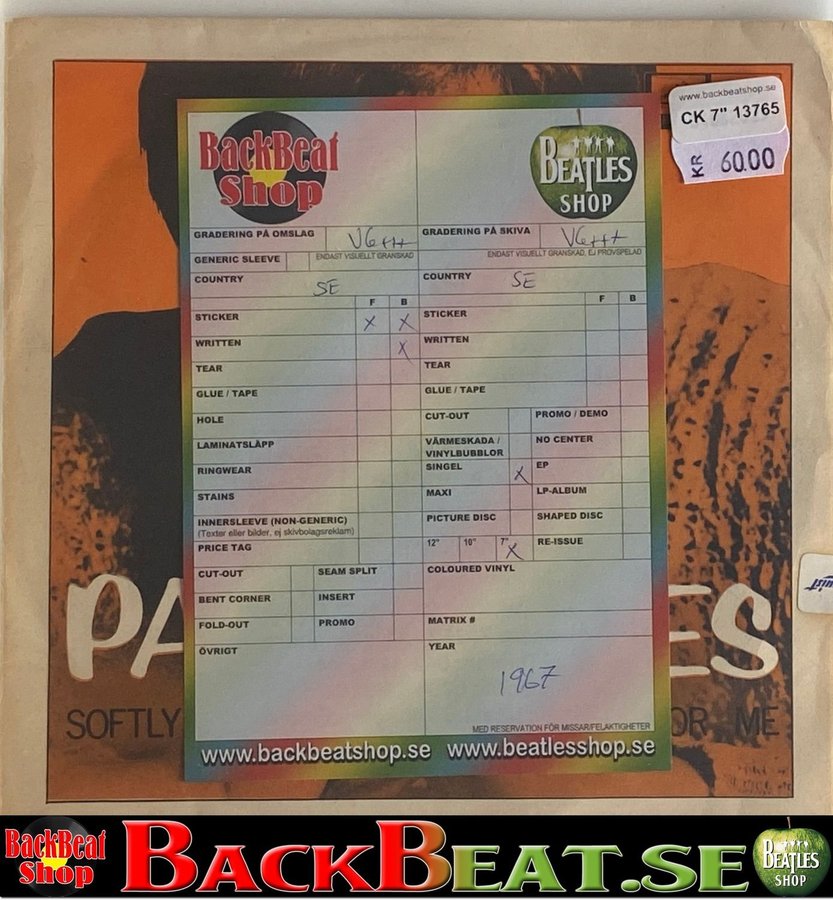 www.backbeatshop.se
CK 7" 13765
KR 60.00
BackBeat
Shop
BEATLES
SHOP
GRADERING PÅ OMSLAG VG+++
GRADERING PÅ SKIVA VG+++
GENERIC SLEEVE
ENDAST VISUELLT GRANSKAD
ENDAST VISUELLT GRANSKAD, EJ PROVSPELAD
COUNTRY SE
COUNTRY SE
F B
F B
STICKER X X
STICKER
WRITTEN X
WRITTEN
TEAR
TEAR
GLUE / TAPE
GLUE / TAPE
HOLE
CUT-OUT
PROMO / DEMO
LAMINATSLÄPP
VÄRMESKADA /
VINYLBUBBLOR
NO CENTER
RINGWEAR
SINGEL X
EP
STAINS
MAXI
LP-ALBUM
INNERSLEEVE (NON-GENERIC)
(Texter eller bilder, ej skivbolagsreklam)
PICTURE DISC
SHAPED DISC
PRICE TAG
12" 10" 7" X
RE-ISSUE
CUT-OUT
SEAM SPLIT
COLOURED VINYL
BENT CORNER
INSERT
FOLD-OUT
PROMO
MATRIX #
ÖVRIGT
YEAR
1967
MED RESERVATION FÖR MISSAR/FELAKTIGHETER
www.backbeatshop.se www.beatlesshop.se
PA ES
SOFTLY OR ME
BackBeat
Shop
BACKBEAT.SE
BEATLES
SHOP